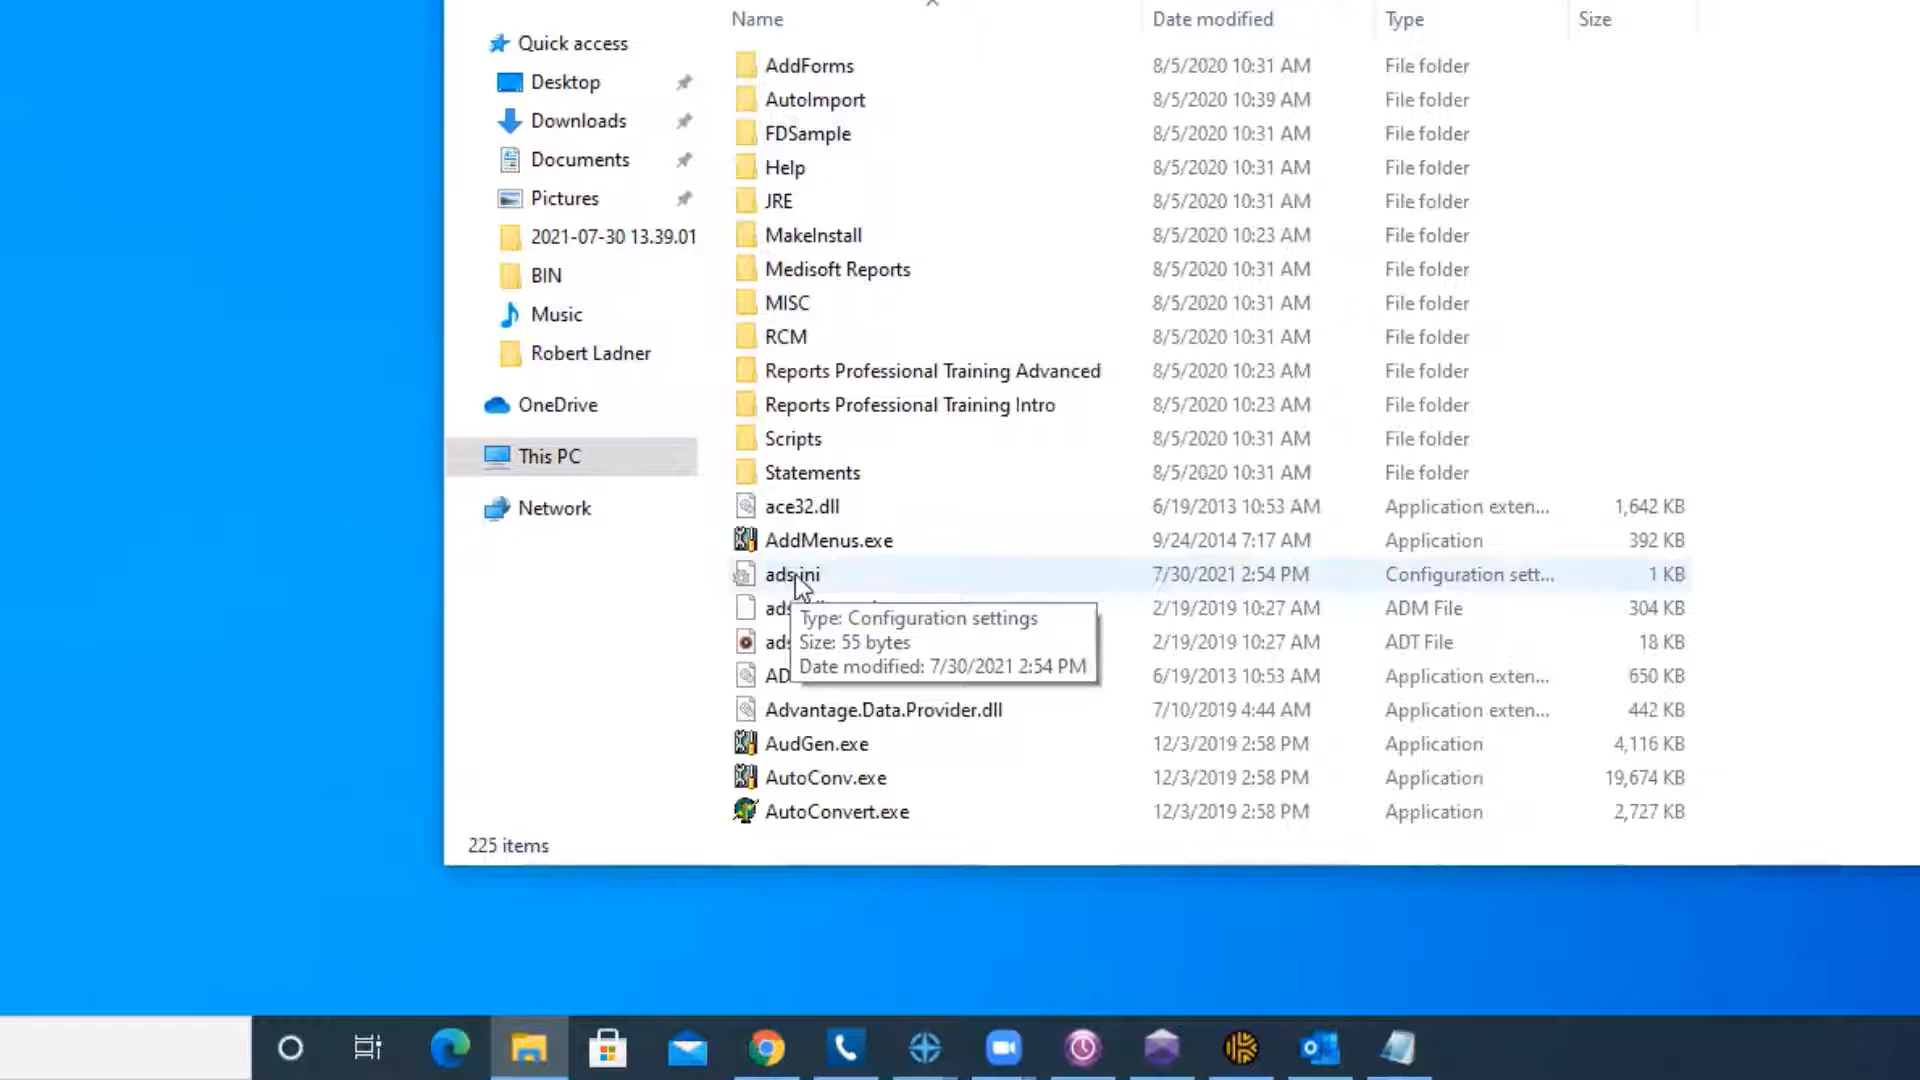 Name Date modified Type Size
Quick access
Desktop
Downloads
Documents
Pictures
2021-07-30 13.39.01
BIN
Music
Robert Ladner
OneDrive
This PC
Network
AddForms 8/5/2020 10:31 AM File folder
AutoImport 8/5/2020 10:39 AM File folder
FDSample 8/5/2020 10:31 AM File folder
Help 8/5/2020 10:31 AM File folder
JRE 8/5/2020 10:31 AM File folder
MakeInstall 8/5/2020 10:23 AM File folder
Medisoft Reports 8/5/2020 10:31 AM File folder
MISC 8/5/2020 10:31 AM File folder
RCM 8/5/2020 10:31 AM File folder
Reports Professional Training Advanced 8/5/2020 10:23 AM File folder
Reports Professional Training Intro 8/5/2020 10:23 AM File folder
Scripts 8/5/2020 10:31 AM File folder
Statements 8/5/2020 10:31 AM File folder
ace32.dll 6/19/2013 10:53 AM Application exten... 1,642 KB
AddMenus.exe 9/24/2014 7:17 AM Application 392 KB
ads.ini 7/30/2021 2:54 PM Configuration sett... 1 KB
2/19/2019 10:27 AM ADM File 304 KB
2/19/2019 10:27 AM ADT File 18 KB
6/19/2013 10:53 AM Application exten... 650 KB
Type: Configuration settings
Size: 55 bytes
Date modified: 7/30/2021 2:54 PM
Advantage.Data.Provider.dll 7/10/2019 4:44 AM Application exten... 442 KB
AudGen.exe 12/3/2019 2:58 PM Application 4,116 KB
AutoConv.exe 12/3/2019 2:58 PM Application 19,674 KB
AutoConvert.exe 12/3/2019 2:58 PM Application 2,727 KB
225 items